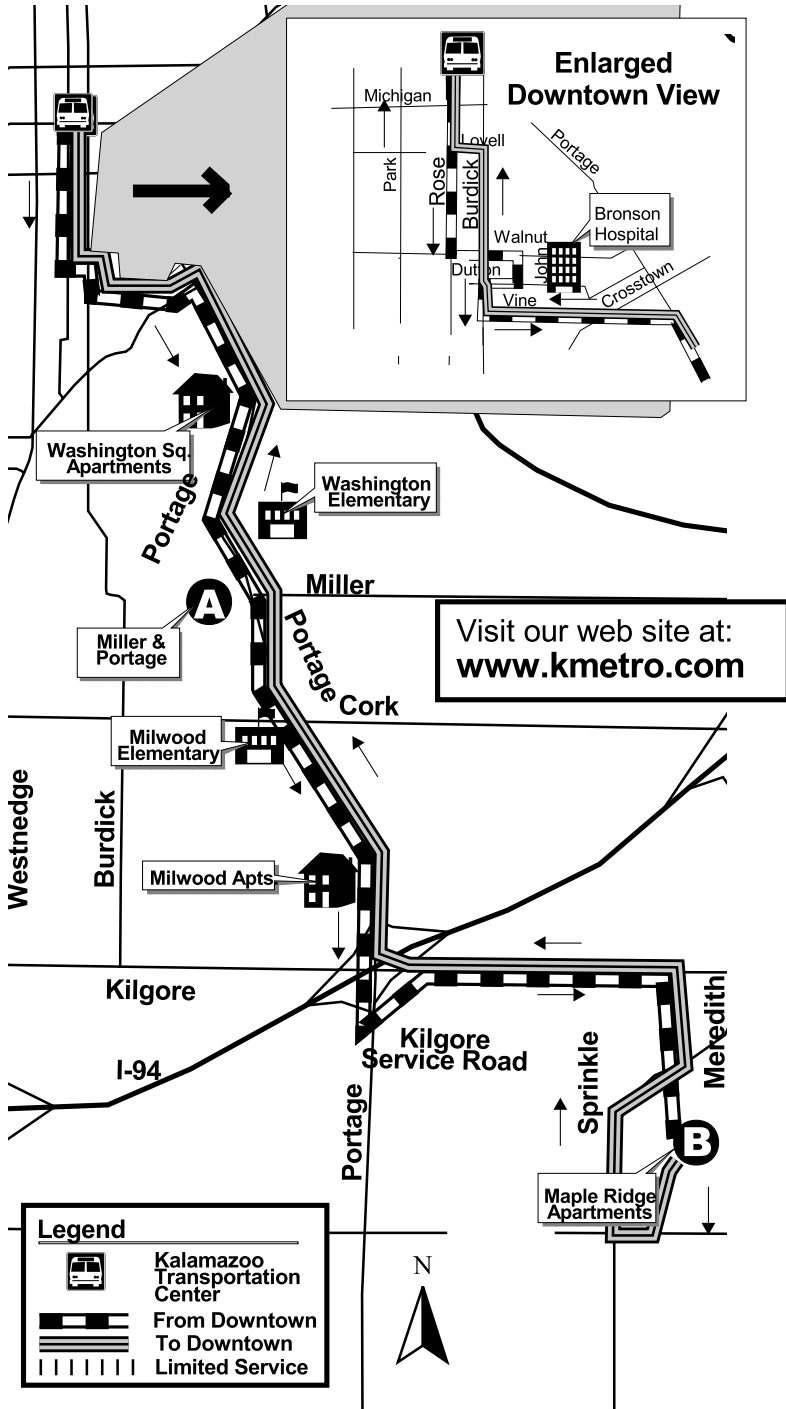 Enlarged
Downtown View
Michigan
Lovell
Portage
Park
Rose
Burdick
Bronson
Hospital
Walnut
John
Dutton
Crosstown
Vine
Washington Sq.
Apartments
Washington
Elementary
Portage
A
Miller
Miller &
Portage
Portage
Visit our web site at:
www.kmetro.com
Cork
Milwood
Elementary
Westnedge
Burdick
Milwood Apts.
Kilgore
Kilgore
Service Road
Meredith
Sprinkle
I-94
Portage
B
Maple Ridge
Apartments
Legend
Kalamazoo
Transportation
Center
From Downtown
To Downtown
Limited Service
N